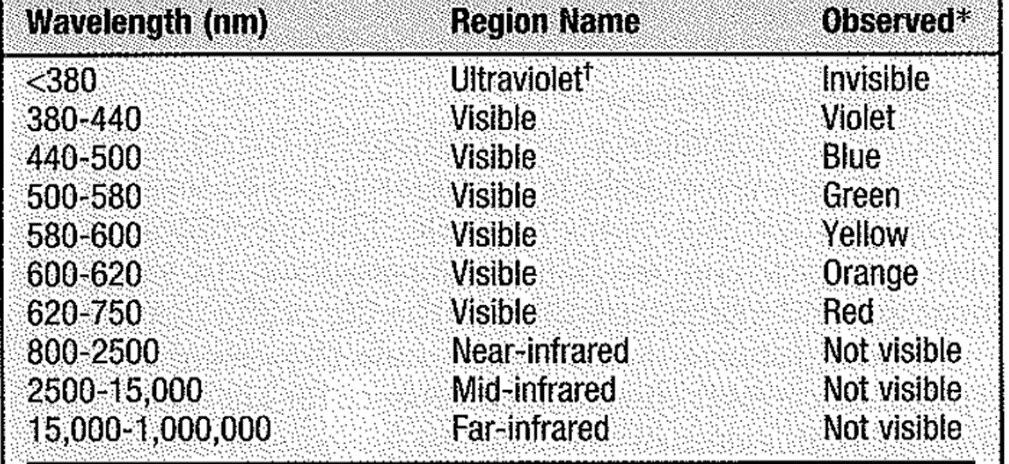 Wavelength (nm) Region Name Observed*
<380 Ultraviolet† Invisible
380-440 Visible Violet
440-500 Visible Blue
500-580 Visible Green
580-600 Visible Yellow
600-620 Visible Orange
620-750 Visible Red
800-2500 Near-infrared Not visible
2500-15,000 Mid-infrared Not visible
15,000-1,000,000 Far-infrared Not visible